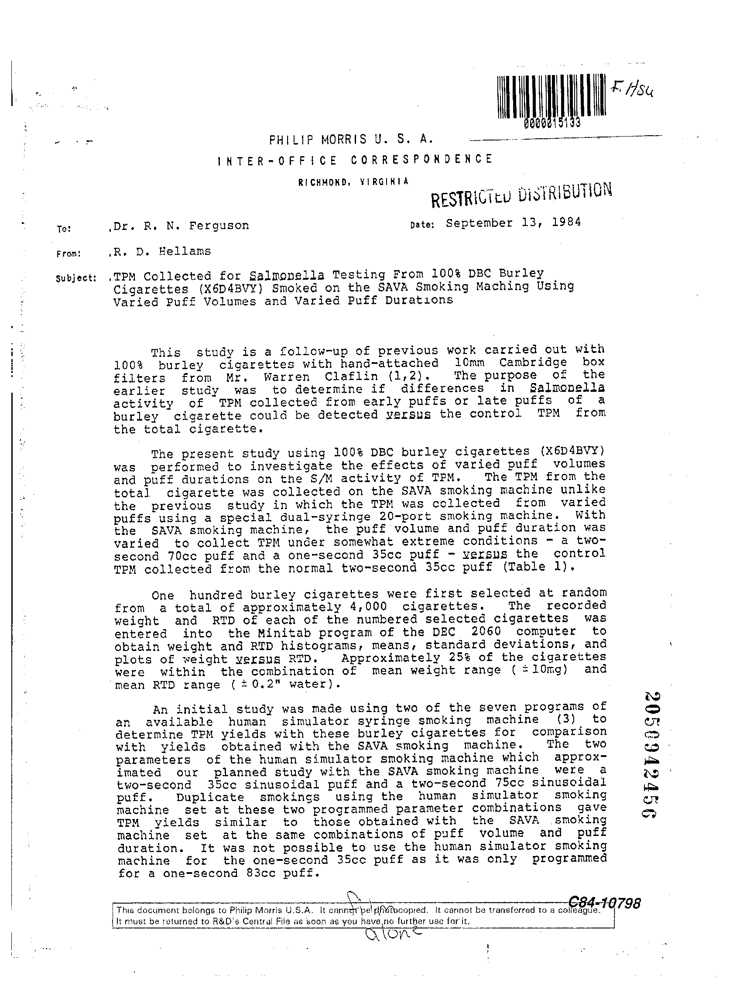 F. Hsu
0000015133
PHILIP MORRIS U. S. A.
INTER-OFFICE CORRESPONDENCE
RICHMOND, VIRGINIA
RESTRICTED DISTRIBUTION
To: .Dr. R. N. Ferguson Date: September 13, 1984
From: .R. D. Hellams
Subject: .TPM Collected for Salmonella Testing From 100% DBC Burley
Cigarettes (X6D4BVY) Smoked on the SAVA Smoking Maching Using
Varied Puff Volumes and Varied Puff Durations
This study is a follow-up of previous work carried out with
100% burley cigarettes with hand-attached 10mm Cambridge box
filters from Mr. Warren Claflin (1,2). The purpose of the
earlier study was to determine if differences in Salmonella
activity of TPM collected from early puffs or late puffs of a
burley cigarette could be detected versus the control TPM from
the total cigarette.
The present study using 100% DBC burley cigarettes (X6D4BVY)
was performed to investigate the effects of varied puff volumes
and puff durations on the S/M activity of TPM. The TPM from the
total cigarette was collected on the SAVA smoking machine unlike
the previous study in which the TPM was collected from varied
puffs using a special dual-syringe 20-port smoking machine. With
the SAVA smoking machine, the puff volume and puff duration was
varied to collect TPM under somewhat extreme conditions - a two-
second 70cc puff and a one-second 35cc puff - versus the control
TPM collected from the normal two-second 35cc puff (Table 1).
One hundred burley cigarettes were first selected at random
from a total of approximately 4,000 cigarettes. The recorded
weight and RTD of each of the numbered selected cigarettes was
entered into the Minitab program of the DEC 2060 computer to
obtain weight and RTD histograms, means, standard deviations, and
plots of weight versus RTD. Approximately 25% of the cigarettes
were within the combination of mean weight range (±10mg) and
mean RTD range (±0.2" water).
An initial study was made using two of the seven programs of
an available human simulator syringe smoking machine (3) to
determine TPM yields with these burley cigarettes for comparison
with yields obtained with the SAVA smoking machine. The two
parameters of the human simulator smoking machine which approx-
imated our planned study with the SAVA smoking machine were a
two-second 35cc sinusoidal puff and a two-second 75cc sinusoidal
puff. Duplicate smokings using the human simulator smoking
machine set at these two programmed parameter combinations gave
TPM yields similar to those obtained with the SAVA smoking
machine set at the same combinations of puff volume and puff
duration. It was not possible to use the human simulator smoking
machine for the one-second 35cc puff as it was only programmed
for a one-second 83cc puff.
2050942456
C84-10798
This document belongs to Philip Morris U.S.A. It cannot be photocopied. It cannot be transferred to a colleague.
It must be returned to R&D's Central File as soon as you have no further use for it.
alone